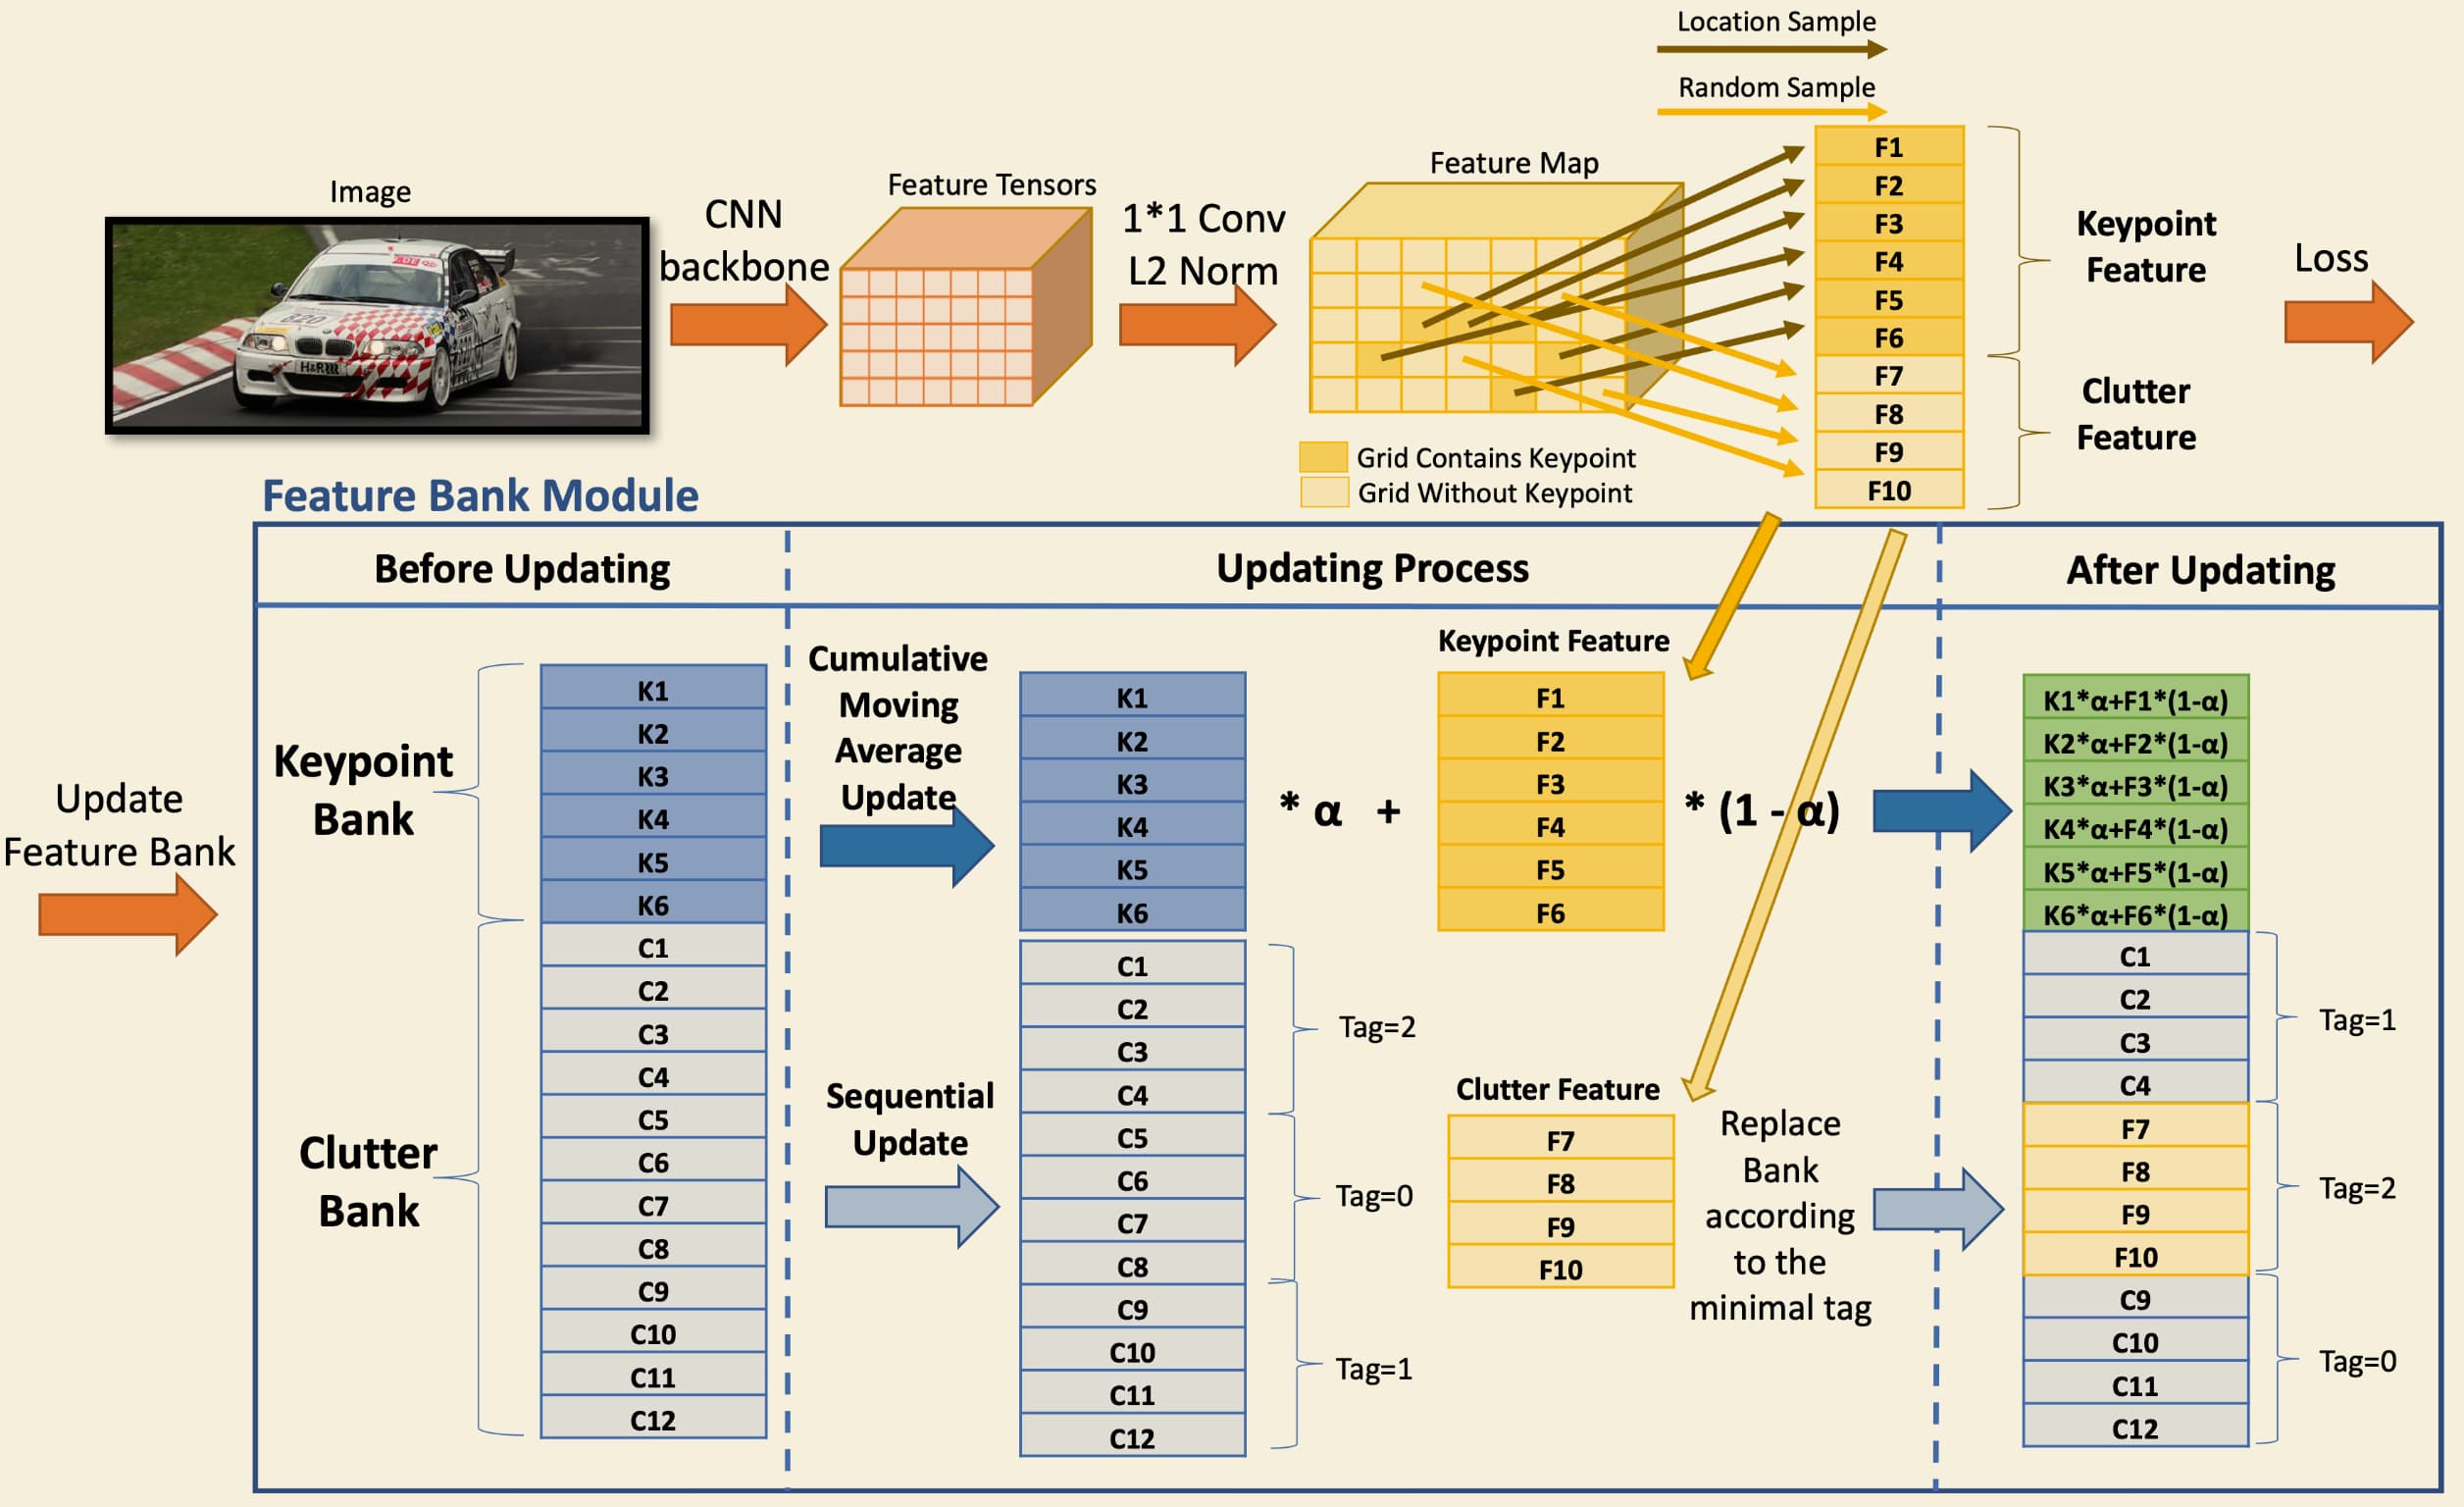 Location Sample
Random Sample
Image
CNN
backbone
Feature Tensors
1*1 Conv
L2 Norm
Feature Map
F1
F2
F3
F4
F5
F6
F7
F8
F9
F10
Keypoint
Feature
Clutter
Feature
Loss
820
H&R
Grid Contains Keypoint
Grid Without Keypoint
Feature Bank Module
Before Updating
Updating Process
After Updating
Update
Feature Bank
Keypoint
Bank
Clutter
Bank
K1
K2
K3
K4
K5
K6
C1
C2
C3
C4
C5
C6
C7
C8
C9
C10
C11
C12
Cumulative
Moving
Average
Update
Sequential
Update
K1
K2
K3
K4
K5
K6
C1
C2
C3
C4
C5
C6
C7
C8
C9
C10
C11
C12
Tag=2
Tag=0
Tag=1
* α +
Keypoint Feature
F1
F2
F3
F4
F5
F6
* (1 - α)
Clutter Feature
F7
F8
F9
F10
Replace
Bank
according
to the
minimal tag
K1*α+F1*(1-α)
K2*α+F2*(1-α)
K3*α+F3*(1-α)
K4*α+F4*(1-α)
K5*α+F5*(1-α)
K6*α+F6*(1-α)
C1
C2
C3
C4
F7
F8
F9
F10
C9
C10
C11
C12
Tag=1
Tag=2
Tag=0